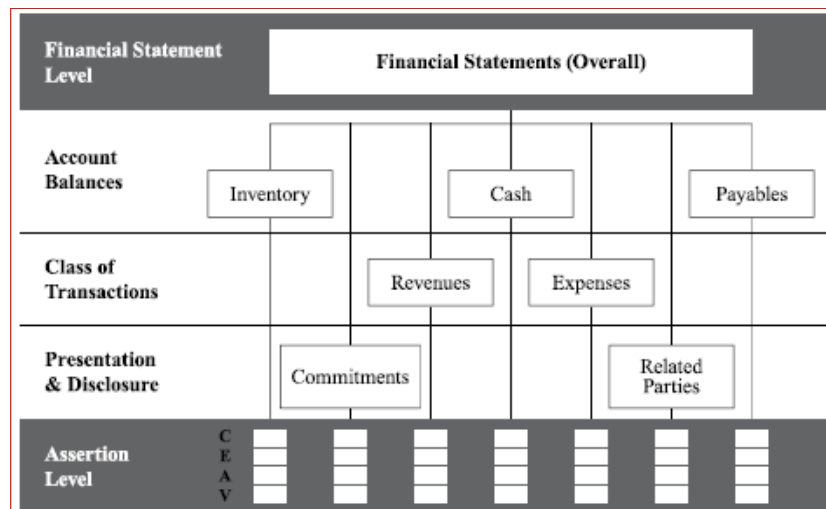 Financial Statement
Level
Financial Statements (Overall)
Account
Balances
Inventory
Cash
Payables
Class of
Transactions
Revenues
Expenses
Presentation
& Disclosure
Commitments
Related
Parties
Assertion
Level
C
E
A
V